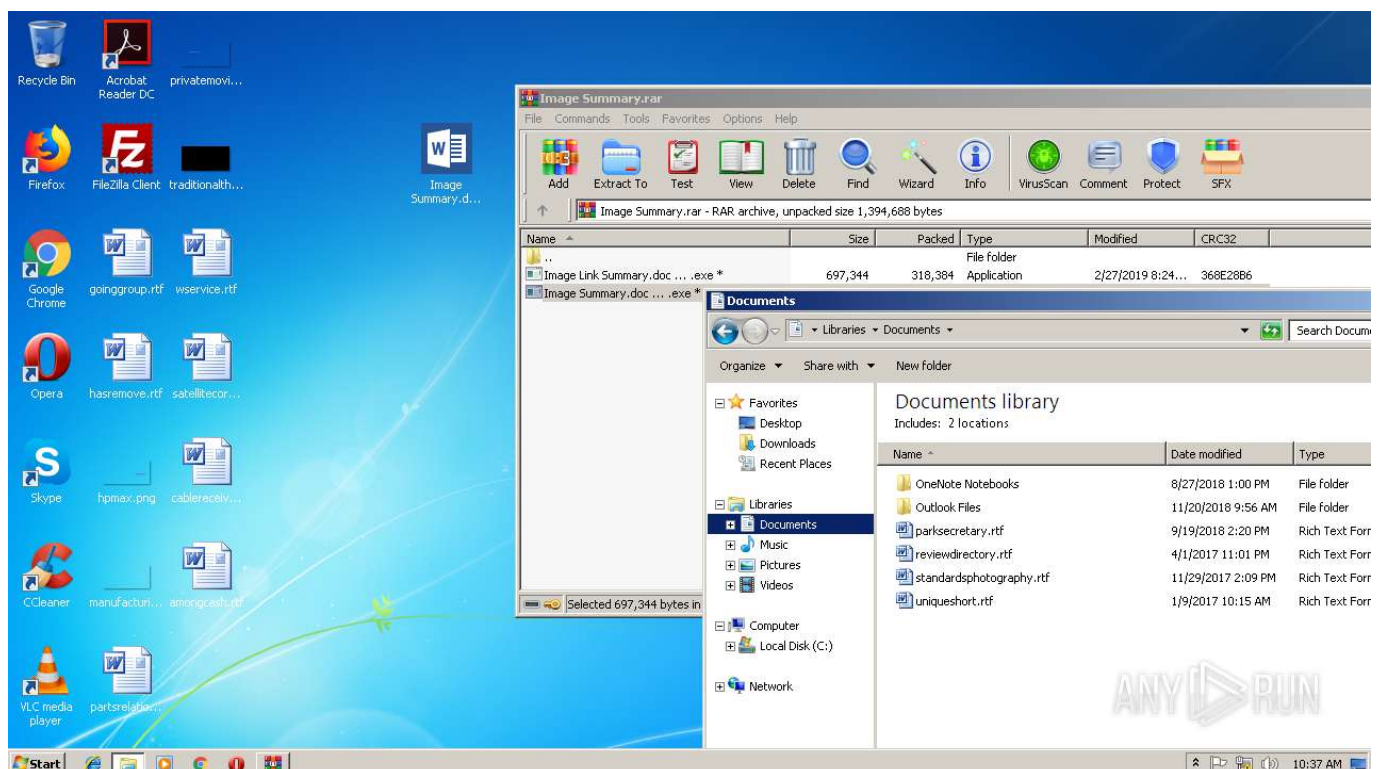 Recycle Bin
Acrobat
Reader DC
privatemovi...
Firefox
FileZilla Client
traditionalth...
Image
Summary.d...
Google
Chrome
goinggroup.rtf
wservice.rtf
Opera
hasremove.rtf
satellitecor...
Skype
hpmax.png
cablereceiv...
CCleaner
manufacturi...
amongcash.rtf
VLC media
player
partsrelatio...
Image Summary.rar
File Commands Tools Favorites Options Help
Add Extract To Test View Delete Find Wizard Info VirusScan Comment Protect SFX
Image Summary.rar - RAR archive, unpacked size 1,394,688 bytes
Name Size Packed Type Modified CRC32
.. File folder
Image Link Summary.doc ... .exe * 697,344 318,384 Application 2/27/2019 8:24... 368E28B6
Image Summary.doc ... .exe *
Selected 697,344 bytes in
Documents
Libraries Documents
Search Docum
Organize Share with New folder
Favorites
Desktop
Downloads
Recent Places
Libraries
Documents
Music
Pictures
Videos
Computer
Local Disk (C:)
Network
Documents library
Includes: 2 locations
Name Date modified Type
OneNote Notebooks 8/27/2018 1:00 PM File folder
Outlook Files 11/20/2018 9:56 AM File folder
parksecretary.rtf 9/19/2018 2:20 PM Rich Text Forr
reviewdirectory.rtf 4/1/2017 11:01 PM Rich Text Forr
standardsphotography.rtf 11/29/2017 2:09 PM Rich Text Forr
uniqueshort.rtf 1/9/2017 10:15 AM Rich Text Forr
ANY RUN
Start
10:37 AM